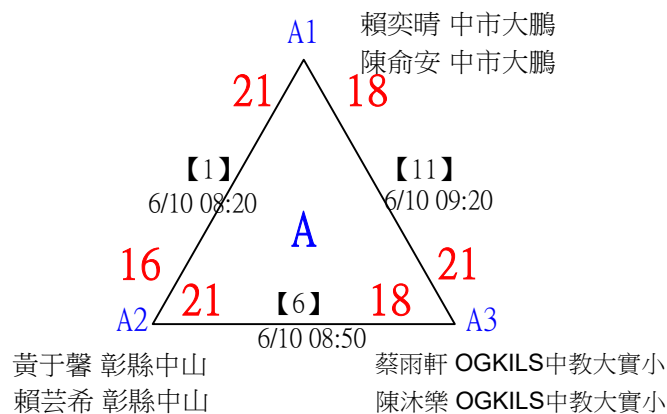 A1
賴奕晴 中市大鵬
陳俞安 中市大鵬
21
18
【1】
6/10 08:20
【11】
6/10 09:20
A
16
21
A2
21
【6】
18
A3
6/10 08:50
黃于馨 彰縣中山
賴芸希 彰縣中山
蔡雨軒 OGKILS中教大實小
陳沐樂 OGKILS中教大實小